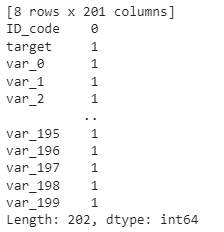 [8 rows x 201 columns]
ID_code 0
target 1
var_0 1
var_1 1
var_2 1
..
var_195 1
var_196 1
var_197 1
var_198 1
var_199 1
Length: 202, dtype: int64